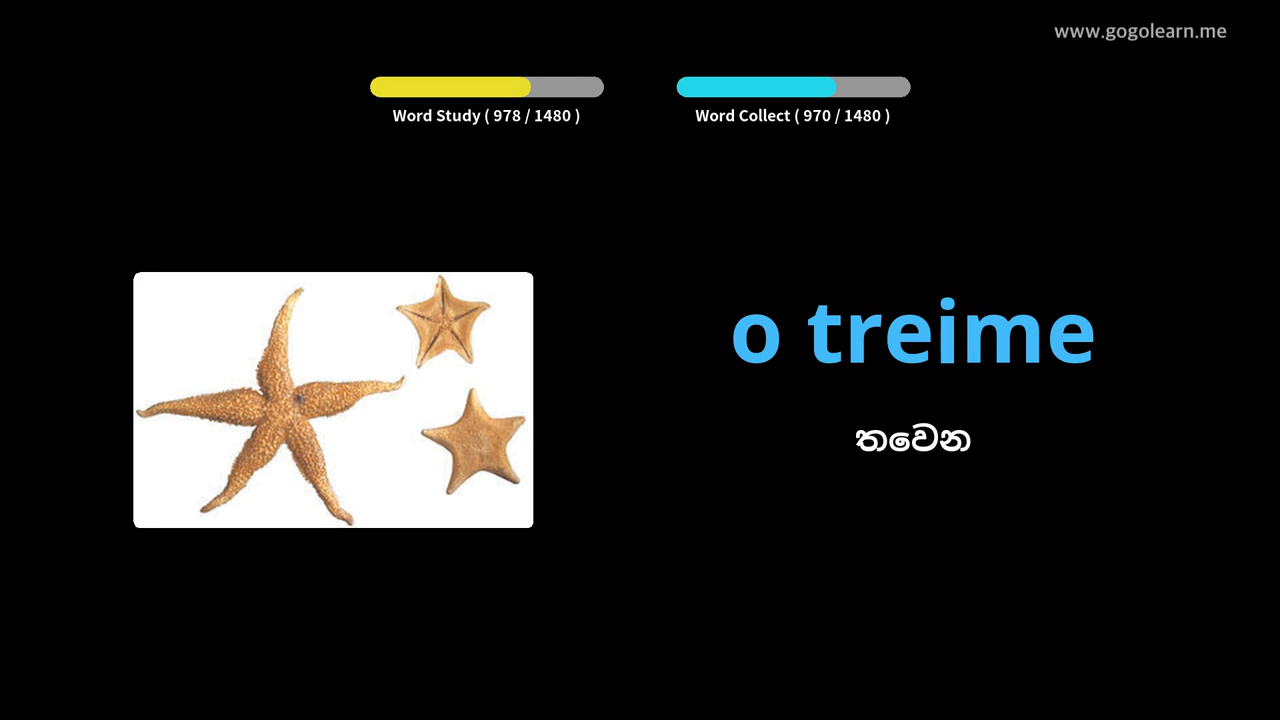 www.gogolearn.me
Word Study ( 978 / 1480 )
Word Collect ( 970 / 1480 )
o treime
තවෙන